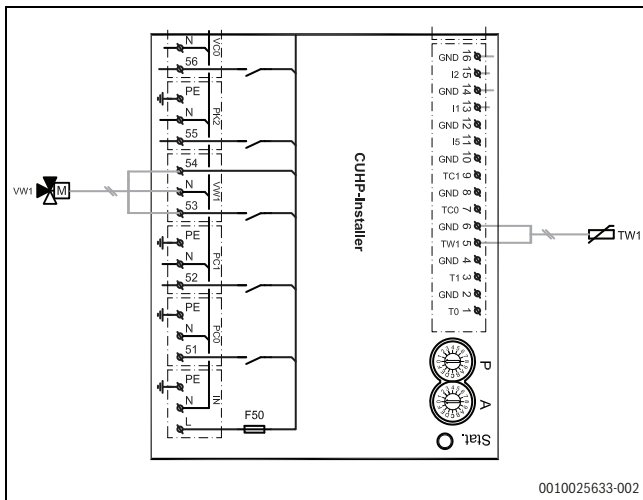 N
VC0
56
PE
N
PK2
55
54
N
VW1
53
VW1
M
PE
N
PC1
52
PE
N
PC0
51
PE
N
IN
L
F50
CUHP-Installer
GND 16
I2 15
GND 14
I1 13
GND 12
I5 11
GND 10
TC1 9
GND 8
TC0 7
GND 6
TW1 5
GND 4
T1 3
GND 2
T0 1
TW1
P
A
Stat.
0010025633-002